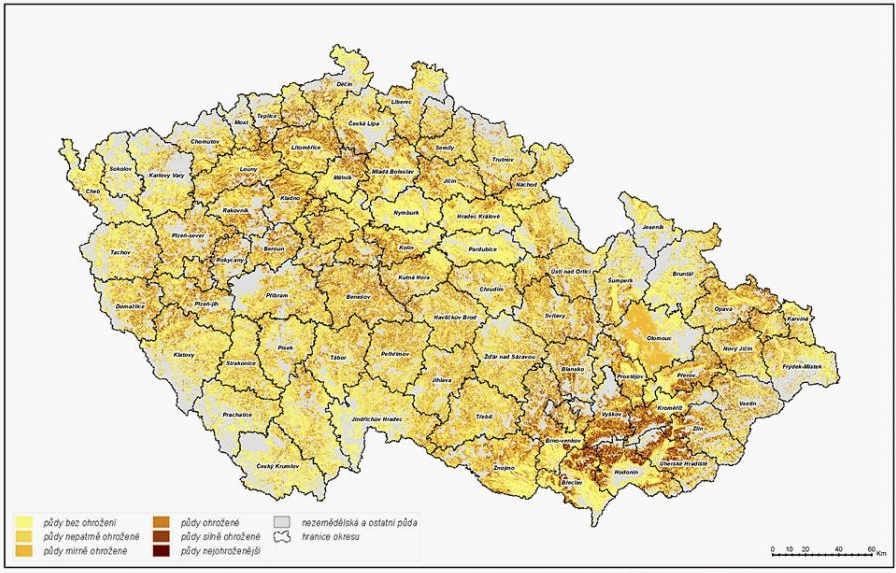 Děčín
Liberec
Teplice
Most
Česká Lípa
Chomutov
Litoměřice
Semily
Trutnov
Sokolov
Karlovy Vary
Louny
Mělník
Mladá Boleslav
Jičín
Náchod
Cheb
Kladno
Rakovník
Nymburk
Hradec Králové
Jeseník
Plzeň-sever
Beroun
Kolín
Pardubice
Tachov
Rokycany
Kutná Hora
Ústí nad Orlicí
Šumperk
Bruntál
Příbram
Benešov
Chrudim
Domažlice
Plzeň-jih
Havlíčkův Brod
Svitavy
Opava
Karviná
Olomouc
Klatovy
Písek
Tábor
Pelhřimov
Žďár nad Sázavou
Nový Jičín
Strakonice
Blansko
Prostějov
Přerov
Frýdek-Místek
Jihlava
Prachatice
Jindřichův Hradec
Třebíč
Vyškov
Kroměříž
Vsetín
Zlín
Brno-venkov
Český Krumlov
Znojmo
Břeclav
Hodonín
Uherské Hradiště
půdy bez ohrožení
půdy nepatrně ohrožené
půdy mírně ohrožené
půdy ohrožené
půdy silně ohrožené
půdy nejohroženější
nezemědělská a ostatní půda
hranice okresu
0 10 20 40 60
Km